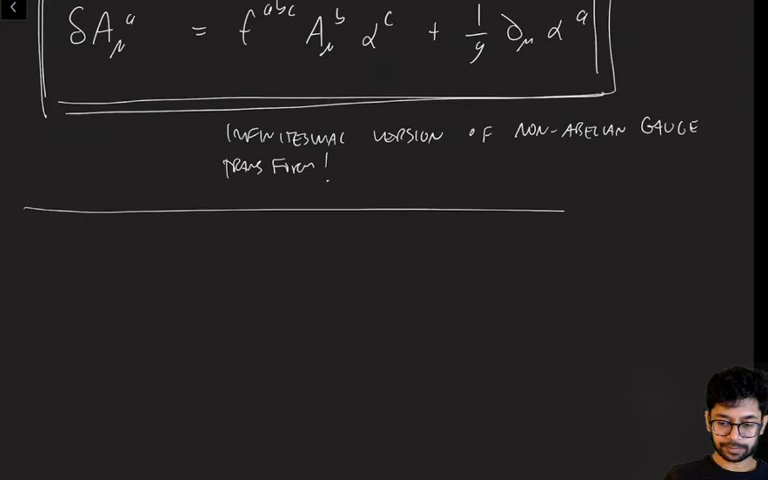 δA_μ^a = f^{abc} A_μ^b α^c + 1/g ∂_μ α^a
INFINITESIMAL VERSION OF NON-ABELIAN GAUGE
TRANSFORM!